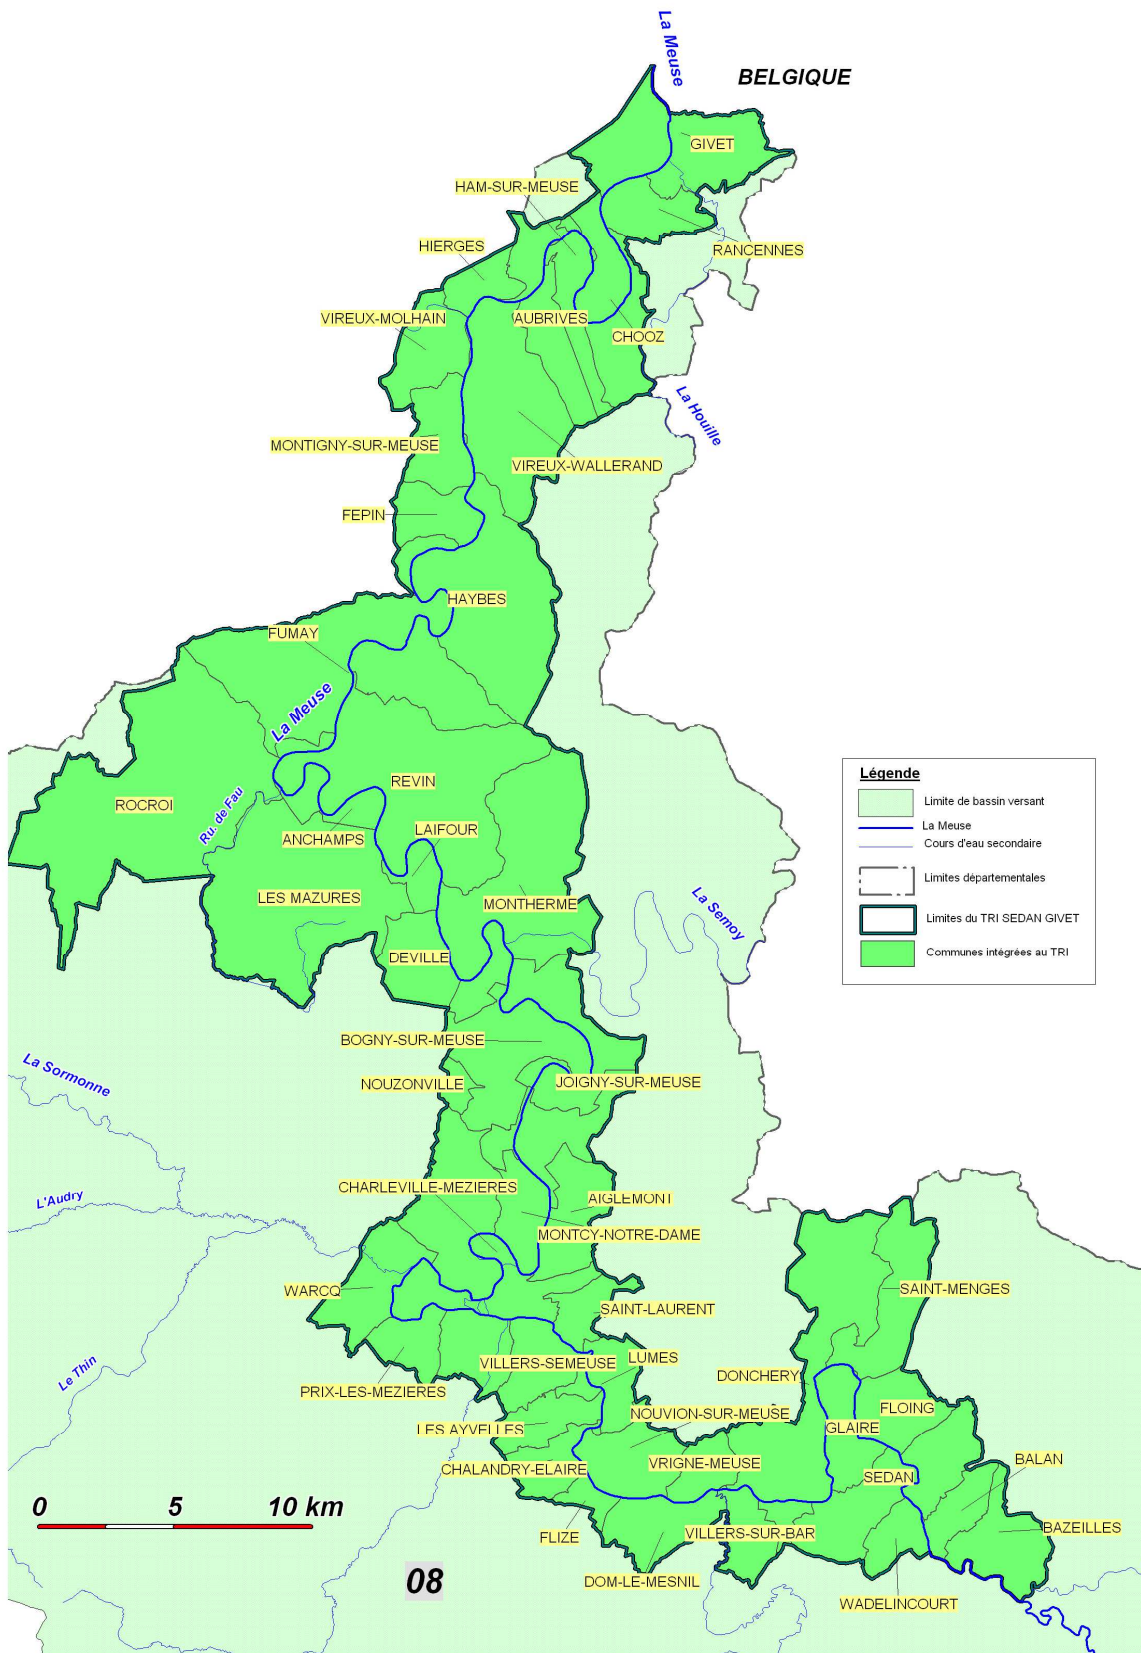 La Meuse
BELGIQUE
GIVET
HAM-SUR-MEUSE
HIERGES
RANCENNES
VIREUX-MOLHAIN
AUBRIVES
CHOOZ
La Houille
MONTIGNY-SUR-MEUSE
VIREUX-WALLERAND
FEPIN
HAYBES
FUMAY
La Meuse
REVIN
ROCROI
Ru. de Fau
ANCHAMPS
LAIFOUR
LES MAZURES
MONTHERME
La Semoy
DEVILLE
Légende
Limite de bassin versant
La Meuse
Cours d'eau secondaire
Limites départementales
Limites du TRI SEDAN GIVET
Communes intégrées au TRI
BOGNY-SUR-MEUSE
La Sormonne
NOUZONVILLE
JOIGNY-SUR-MEUSE
L'Audry
CHARLEVILLE-MEZIERES
AIGLEMONT
MONTCY-NOTRE-DAME
WARCQ
SAINT-MENGES
SAINT-LAURENT
Le Thin
VILLERS-SEMEUSE
LUMES
DONCHERY
PRIX-LES-MEZIERES
FLOING
NOUVION-SUR-MEUSE
LES AYVELLES
GLAIRE
BALAN
VRIGNE-MEUSE
CHALANDRY-ELAIRE
SEDAN
0 5 10 km
BAZEILLES
FLIZE
VILLERS-SUR-BAR
08
DOM-LE-MESNIL
WADELINCOURT